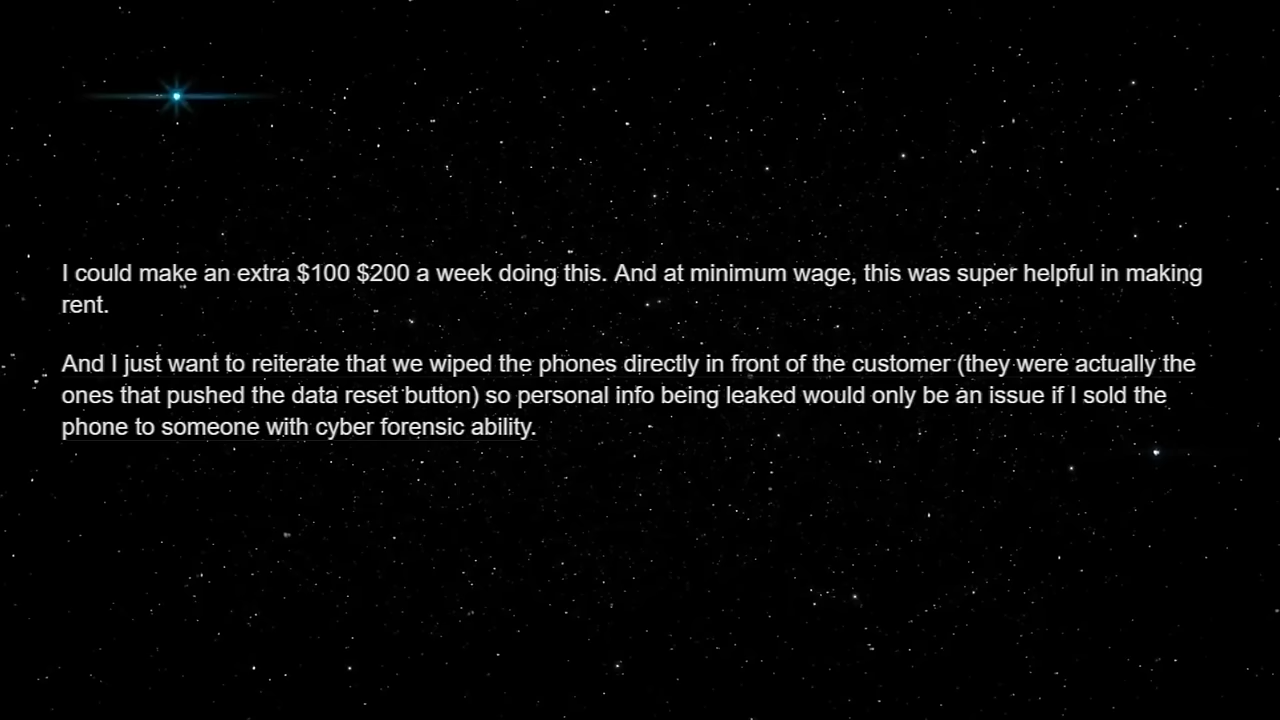 I could make an extra $100 $200 a week doing this. And at minimum wage, this was super helpful in making
rent.
And I just want to reiterate that we wiped the phones directly in front of the customer (they were actually the
ones that pushed the data reset button) so personal info being leaked would only be an issue if I sold the
phone to someone with cyber forensic ability.